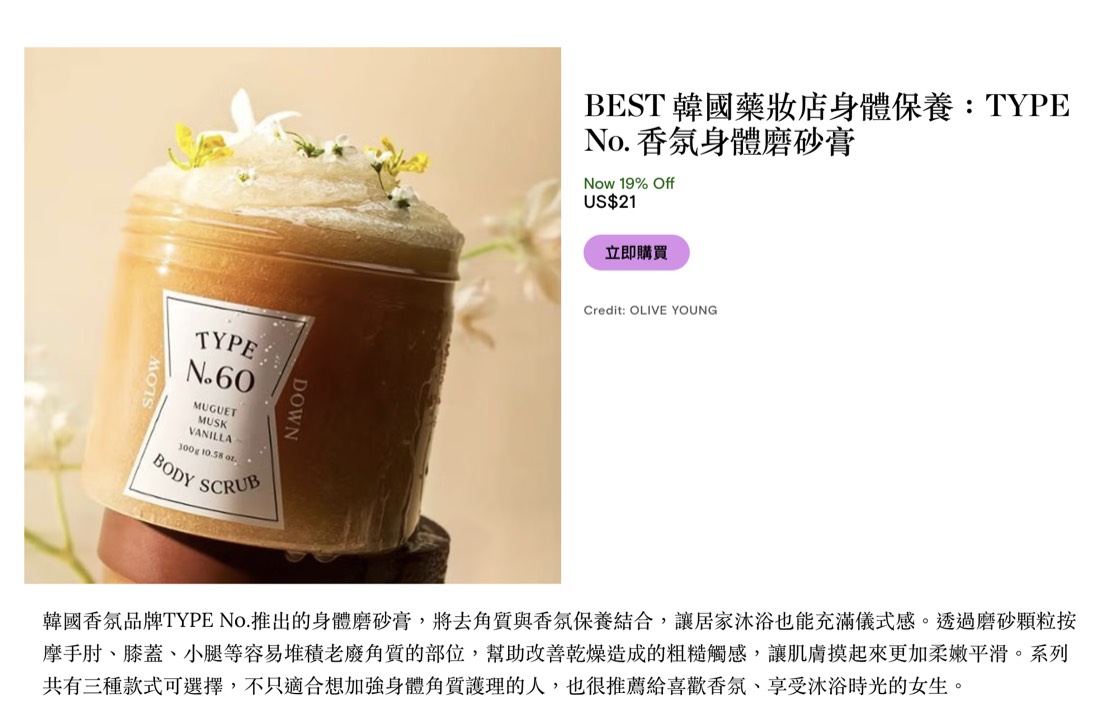 BEST 韓國藥妝店身體保養：TYPE
No. 香氛身體磨砂膏
Now 19% Off
US$21
立即購買
Credit: OLIVE YOUNG
TYPE
No.60
SLOW
DOWN
MUGUET
MUSK
VANILLA
300g 10.58 oz.
BODY SCRUB
韓國香氛品牌TYPE No.推出的身體磨砂膏，將去角質與香氛保養結合，讓居家沐浴也能充滿儀式感。透過磨砂顆粒按
摩手肘、膝蓋、小腿等容易堆積老廢角質的部位，幫助改善乾燥造成的粗糙觸感，讓肌膚摸起來更加柔嫩平滑。系列
共有三種款式可選擇，不只適合想加強身體角質護理的人，也很推薦給喜歡香氛、享受沐浴時光的女生。